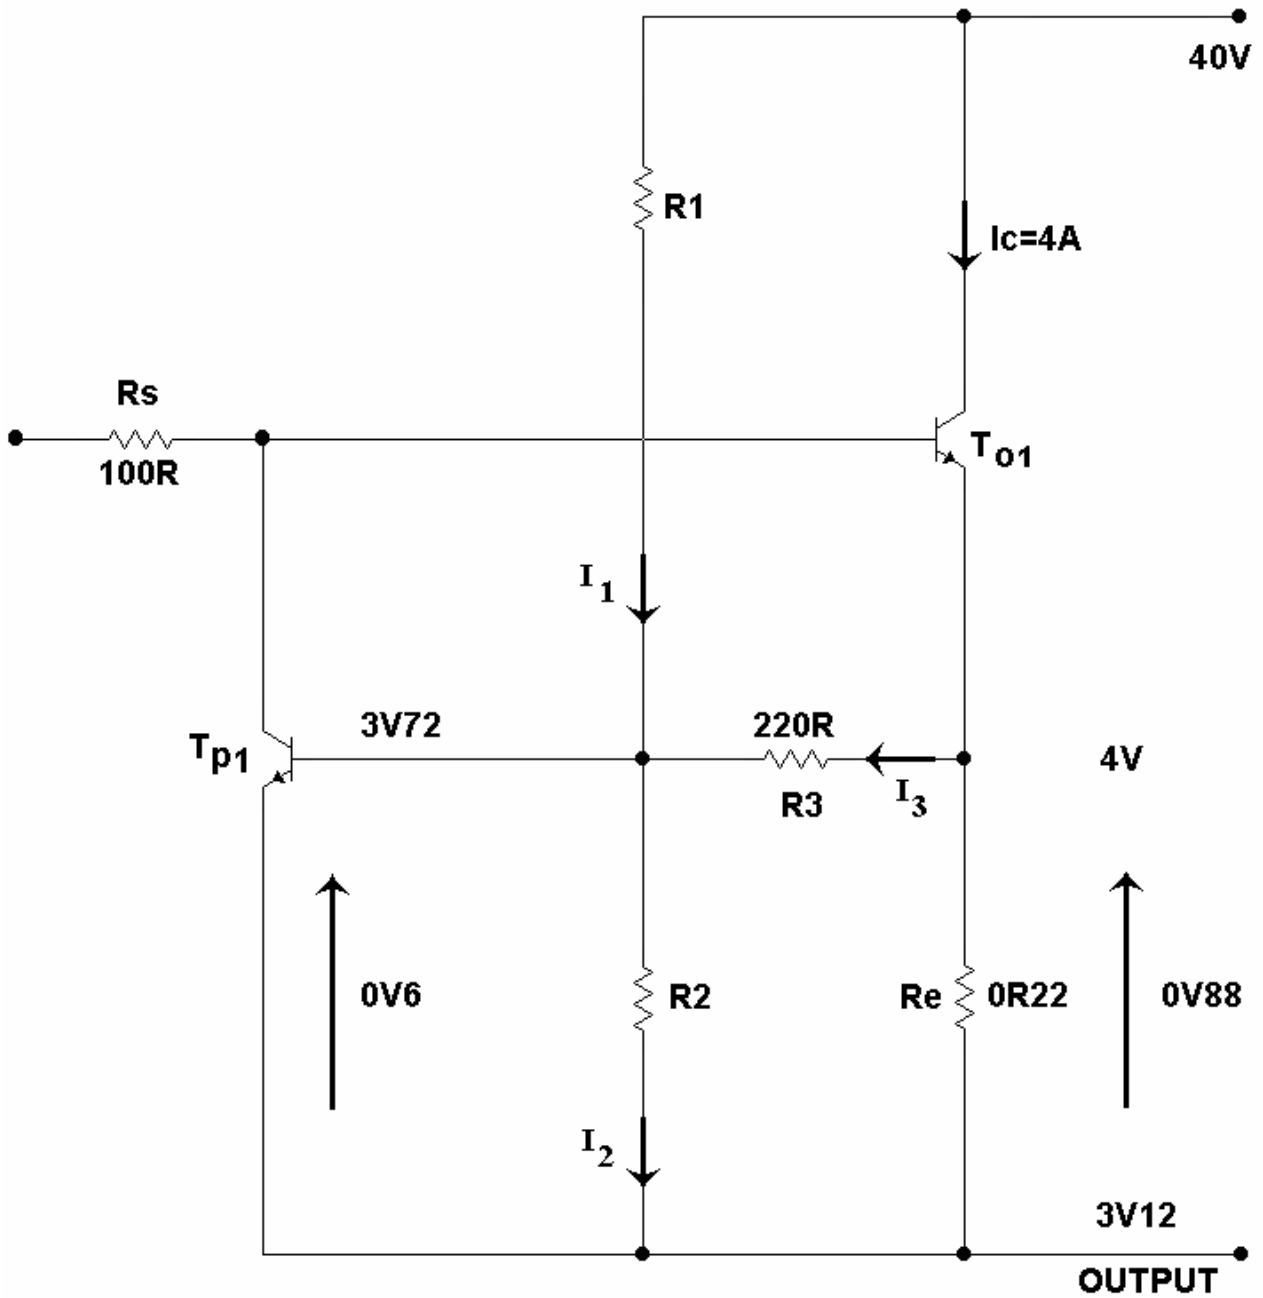 40V
R1
Ic=4A
Rs
100R
To1
I1
3V72
220R
Tp1
4V
I3
R3
0V6
R2
Re
0R22
0V88
I2
3V12
OUTPUT